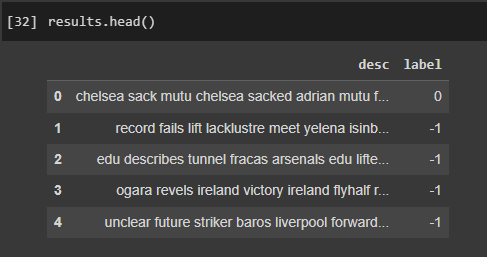 [32] results.head()
desc label
0 chelsea sack mutu chelsea sacked adrian mutu f... 0
1 record fails lift lacklustre meet yelena isinb... -1
2 edu describes tunnel fracas arsenals edu lifte... -1
3 ogara revels ireland victory ireland flyhalf r... -1
4 unclear future striker baros liverpool forward... -1